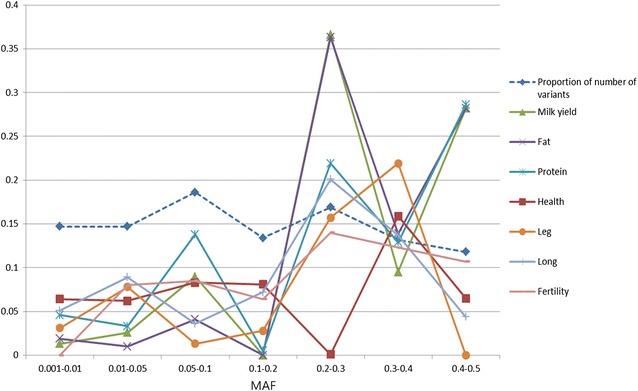 0.4
0.35
0.3
0.25
0.2
0.15
0.1
0.05
0
0.001-0.01 0.01-0.05 0.05-0.1 0.1-0.2 0.2-0.3 0.3-0.4 0.4-0.5
MAF
Proportion of number of
variants
Milk yield
Fat
Protein
Health
Leg
Long
Fertility